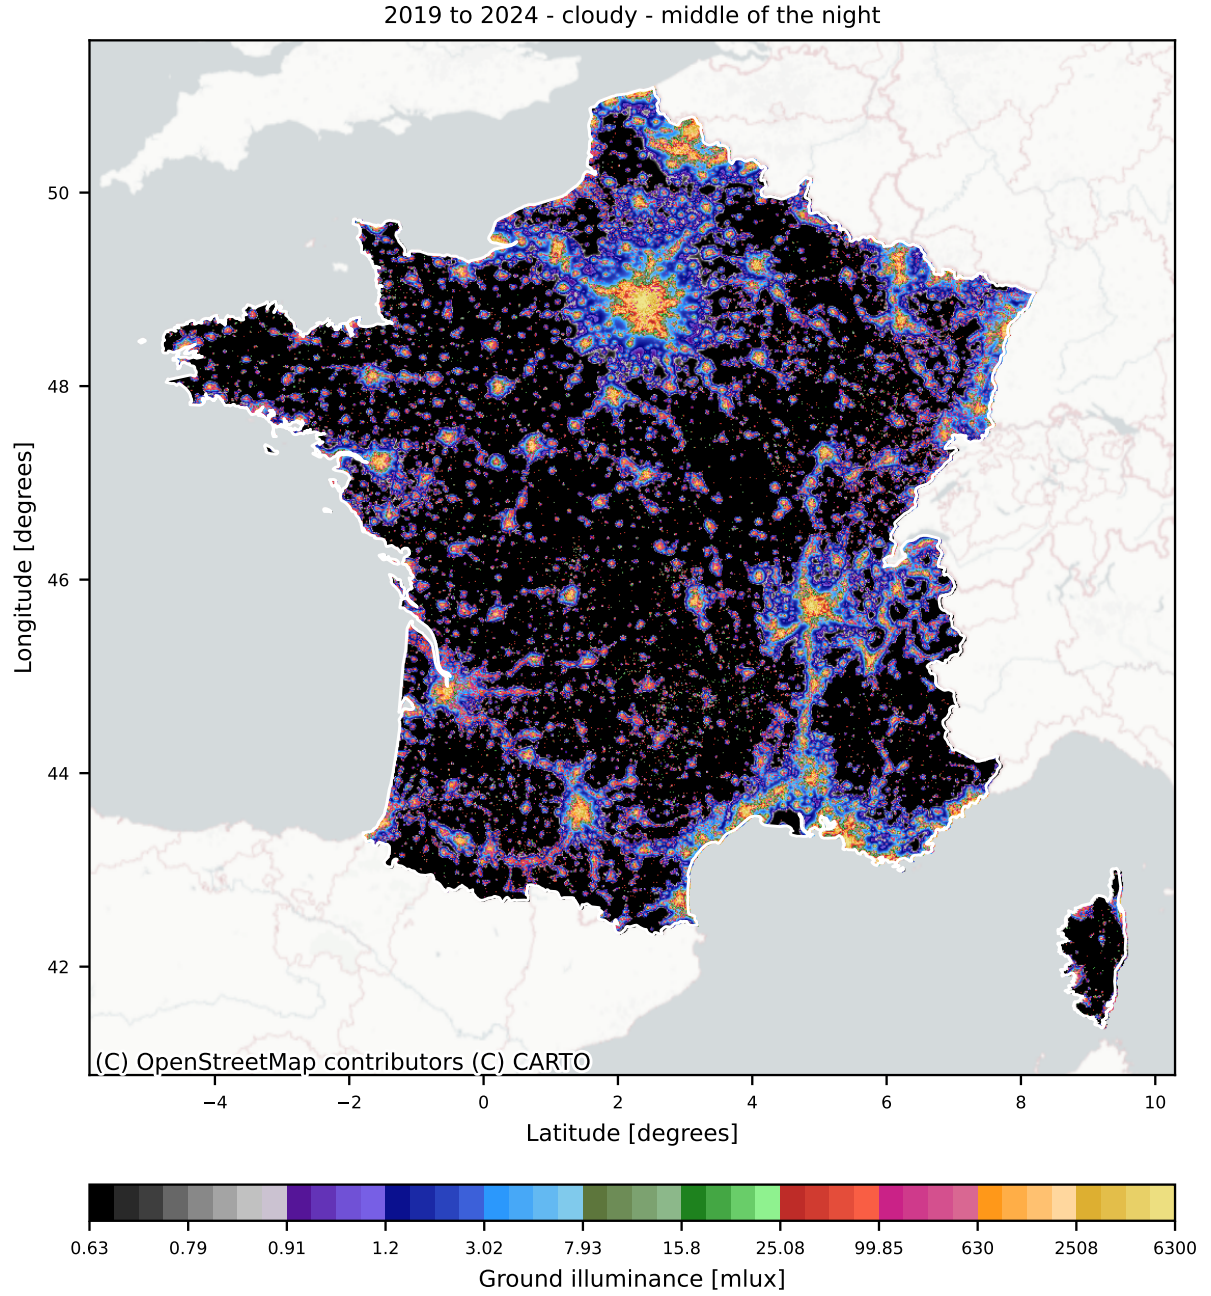 2019 to 2024 - cloudy - middle of the night
50
48
46
44
42
Longitude [degrees]
(C) OpenStreetMap contributors (C) CARTO
−4 −2 0 2 4 6 8 10
Latitude [degrees]
0.63 0.79 0.91 1.2 3.02 7.93 15.8 25.08 99.85 630 2508 6300
Ground illuminance [mlux]